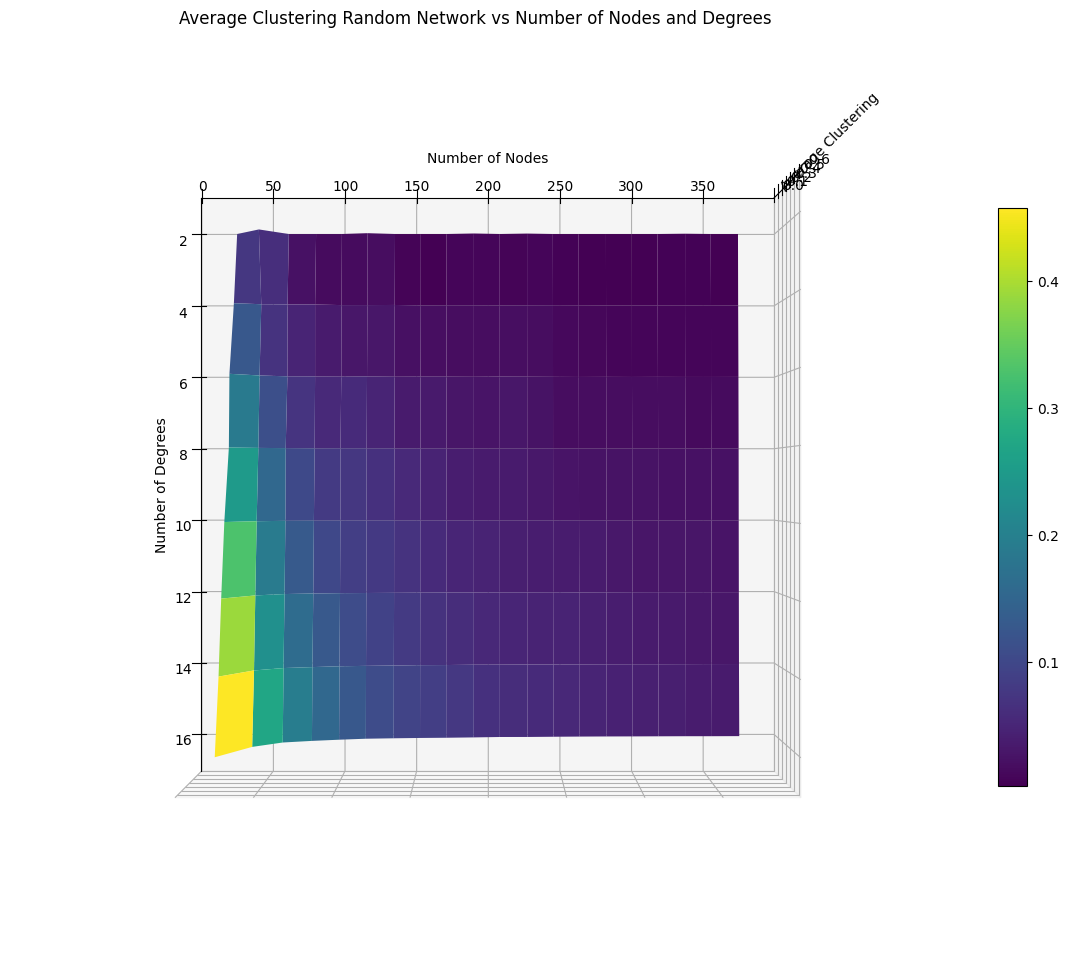 Average Clustering Random Network vs Number of Nodes and Degrees
Clustering
Number of Nodes
0 50 100 150 200 250 300 350
2
4
6
8
10
12
14
16
Number of Degrees
0.4
0.3
0.2
0.1